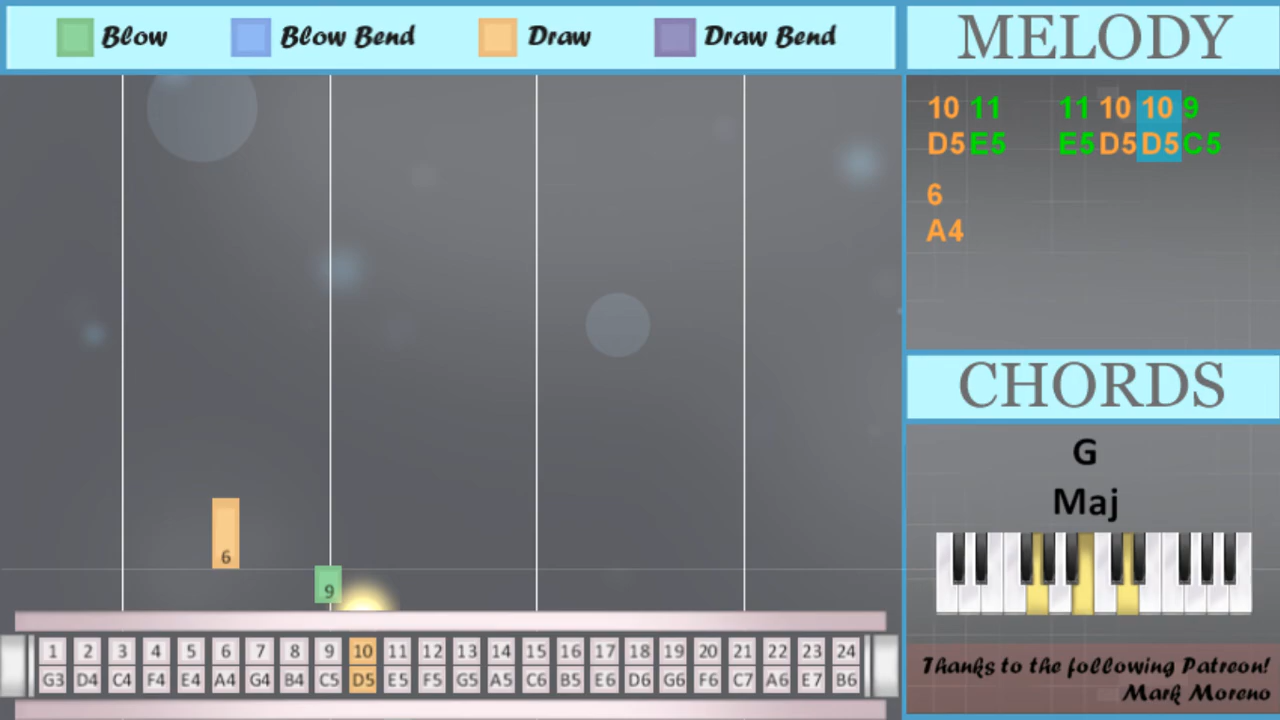 Blow Blow Bend Draw Draw Bend
MELODY
10 11 11 10 10 9
D5 E5 E5 D5 D5 C5
6
A4
CHORDS
G
Maj
6
9
1 2 3 4 5 6 7 8 9 10 11 12 13 14 15 16 17 18 19 20 21 22 23 24
G3 D4 C4 F4 E4 A4 G4 B4 C5 D5 E5 F5 G5 A5 C6 B5 E6 D6 G6 F6 C7 A6 E7 B6
Thanks to the following Patreon!
Mark Moreno